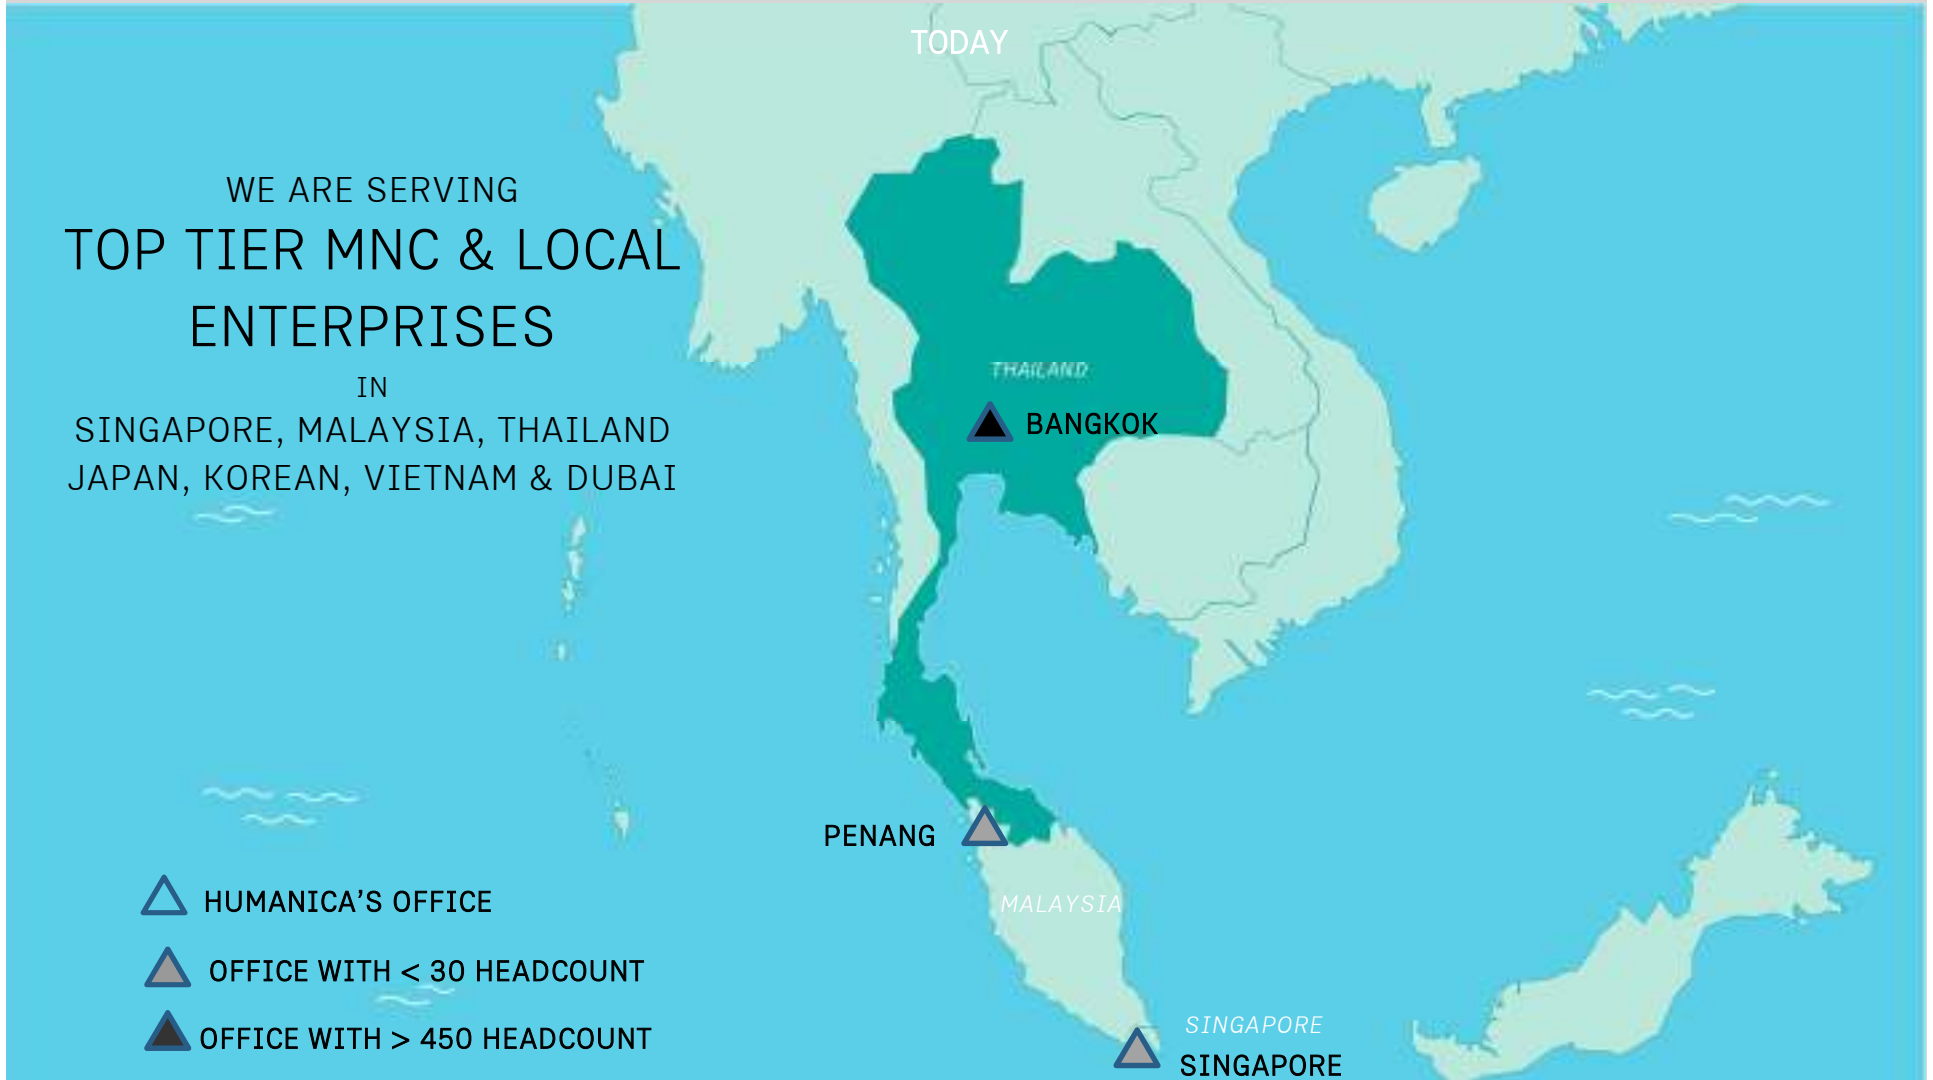 TODAY
WE ARE SERVING
TOP TIER MNC & LOCAL
ENTERPRISES
IN
SINGAPORE, MALAYSIA, THAILAND
JAPAN, KOREAN, VIETNAM & DUBAI
THAILAND
BANGKOK
PENANG
MALAYSIA
HUMANICA’S OFFICE
OFFICE WITH < 30 HEADCOUNT
OFFICE WITH > 450 HEADCOUNT
SINGAPORE
SINGAPORE